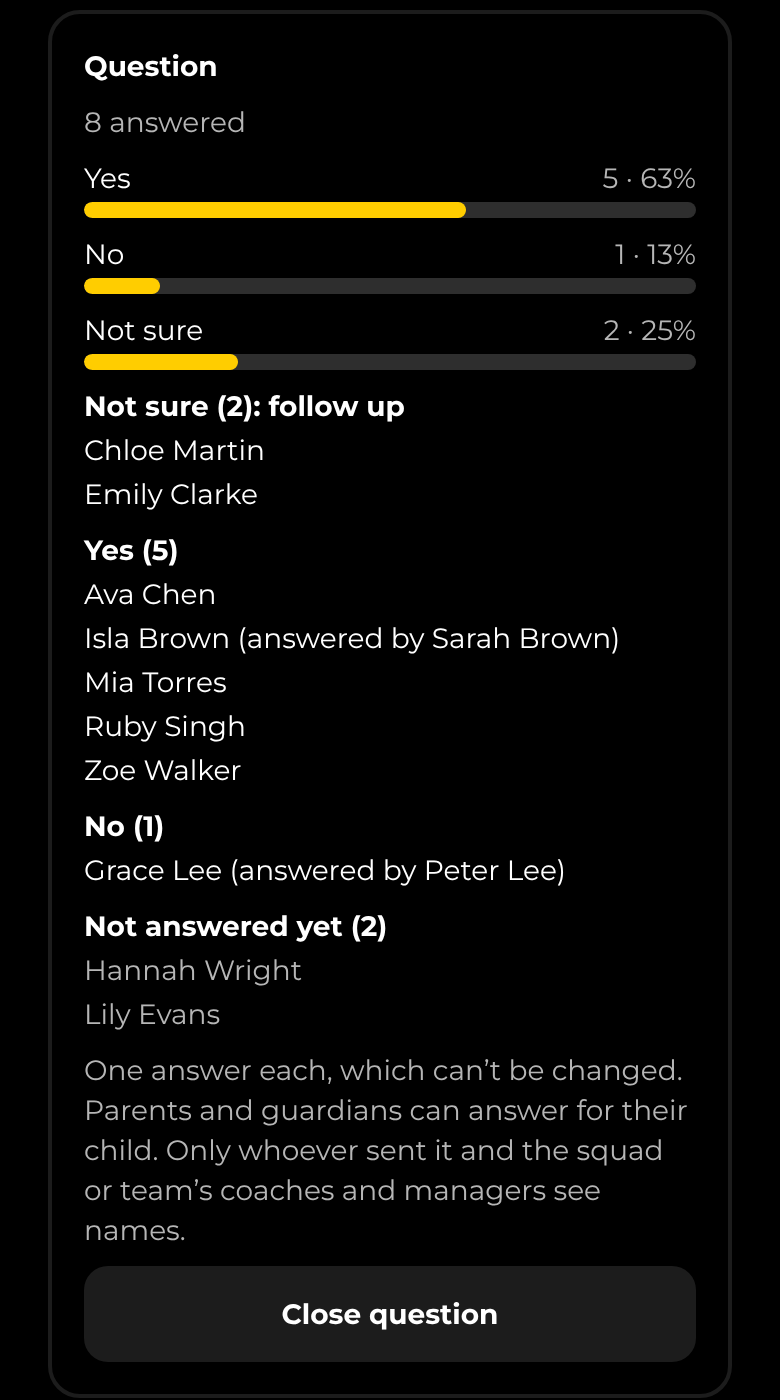 Question
8 answered
Yes 5 · 63%
No 1 · 13%
Not sure 2 · 25%
Not sure (2): follow up
Chloe Martin
Emily Clarke
Yes (5)
Ava Chen
Isla Brown (answered by Sarah Brown)
Mia Torres
Ruby Singh
Zoe Walker
No (1)
Grace Lee (answered by Peter Lee)
Not answered yet (2)
Hannah Wright
Lily Evans
One answer each, which can’t be changed.
Parents and guardians can answer for their
child. Only whoever sent it and the squad
or team’s coaches and managers see
names.
Close question